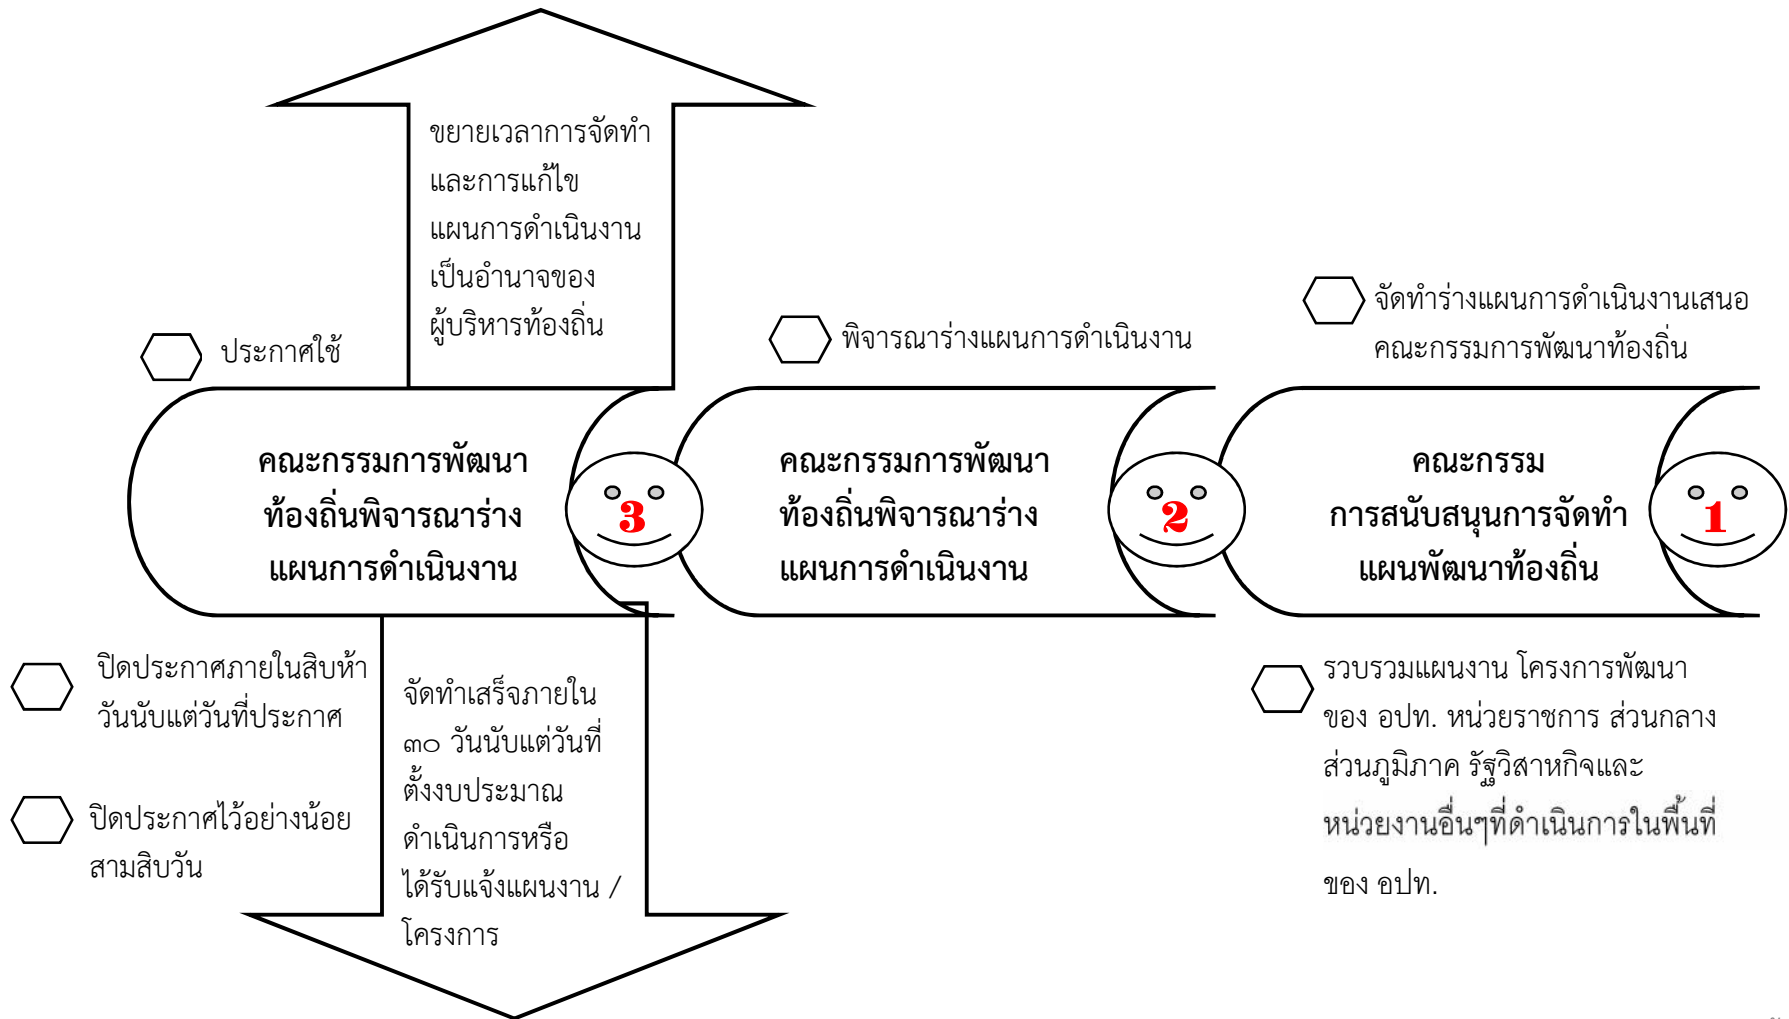 ขยายเวลาการจัดทำ
และการแก้ไข
แผนการดำเนินงาน
เป็นอำนาจของ
ผู้บริหารท้องถิ่น
ประกาศใช้
พิจารณาร่างแผนการดำเนินงาน
จัดทำร่างแผนการดำเนินงานเสนอ
คณะกรรมการพัฒนาท้องถิ่น
คณะกรรมการพัฒนา
ท้องถิ่นพิจารณาร่าง
แผนการดำเนินงาน
3
คณะกรรมการพัฒนา
ท้องถิ่นพิจารณาร่าง
แผนการดำเนินงาน
2
คณะกรรม
การสนับสนุนการจัดทำ
แผนพัฒนาท้องถิ่น
1
ปิดประกาศภายในสิบห้า
วันนับแต่วันที่ประกาศ
ปิดประกาศไว้อย่างน้อย
สามสิบวัน
จัดทำเสร็จภายใน
๓๐ วันนับแต่วันที่
ตั้งงบประมาณ
ดำเนินการหรือ
ได้รับแจ้งแผนงาน /
โครงการ
รวบรวมแผนงาน โครงการพัฒนา
ของ อปท. หน่วยราชการ ส่วนกลาง
ส่วนภูมิภาค รัฐวิสาหกิจและ
หน่วยงานอื่นๆที่ดำเนินการในพื้นที่
ของ อปท.